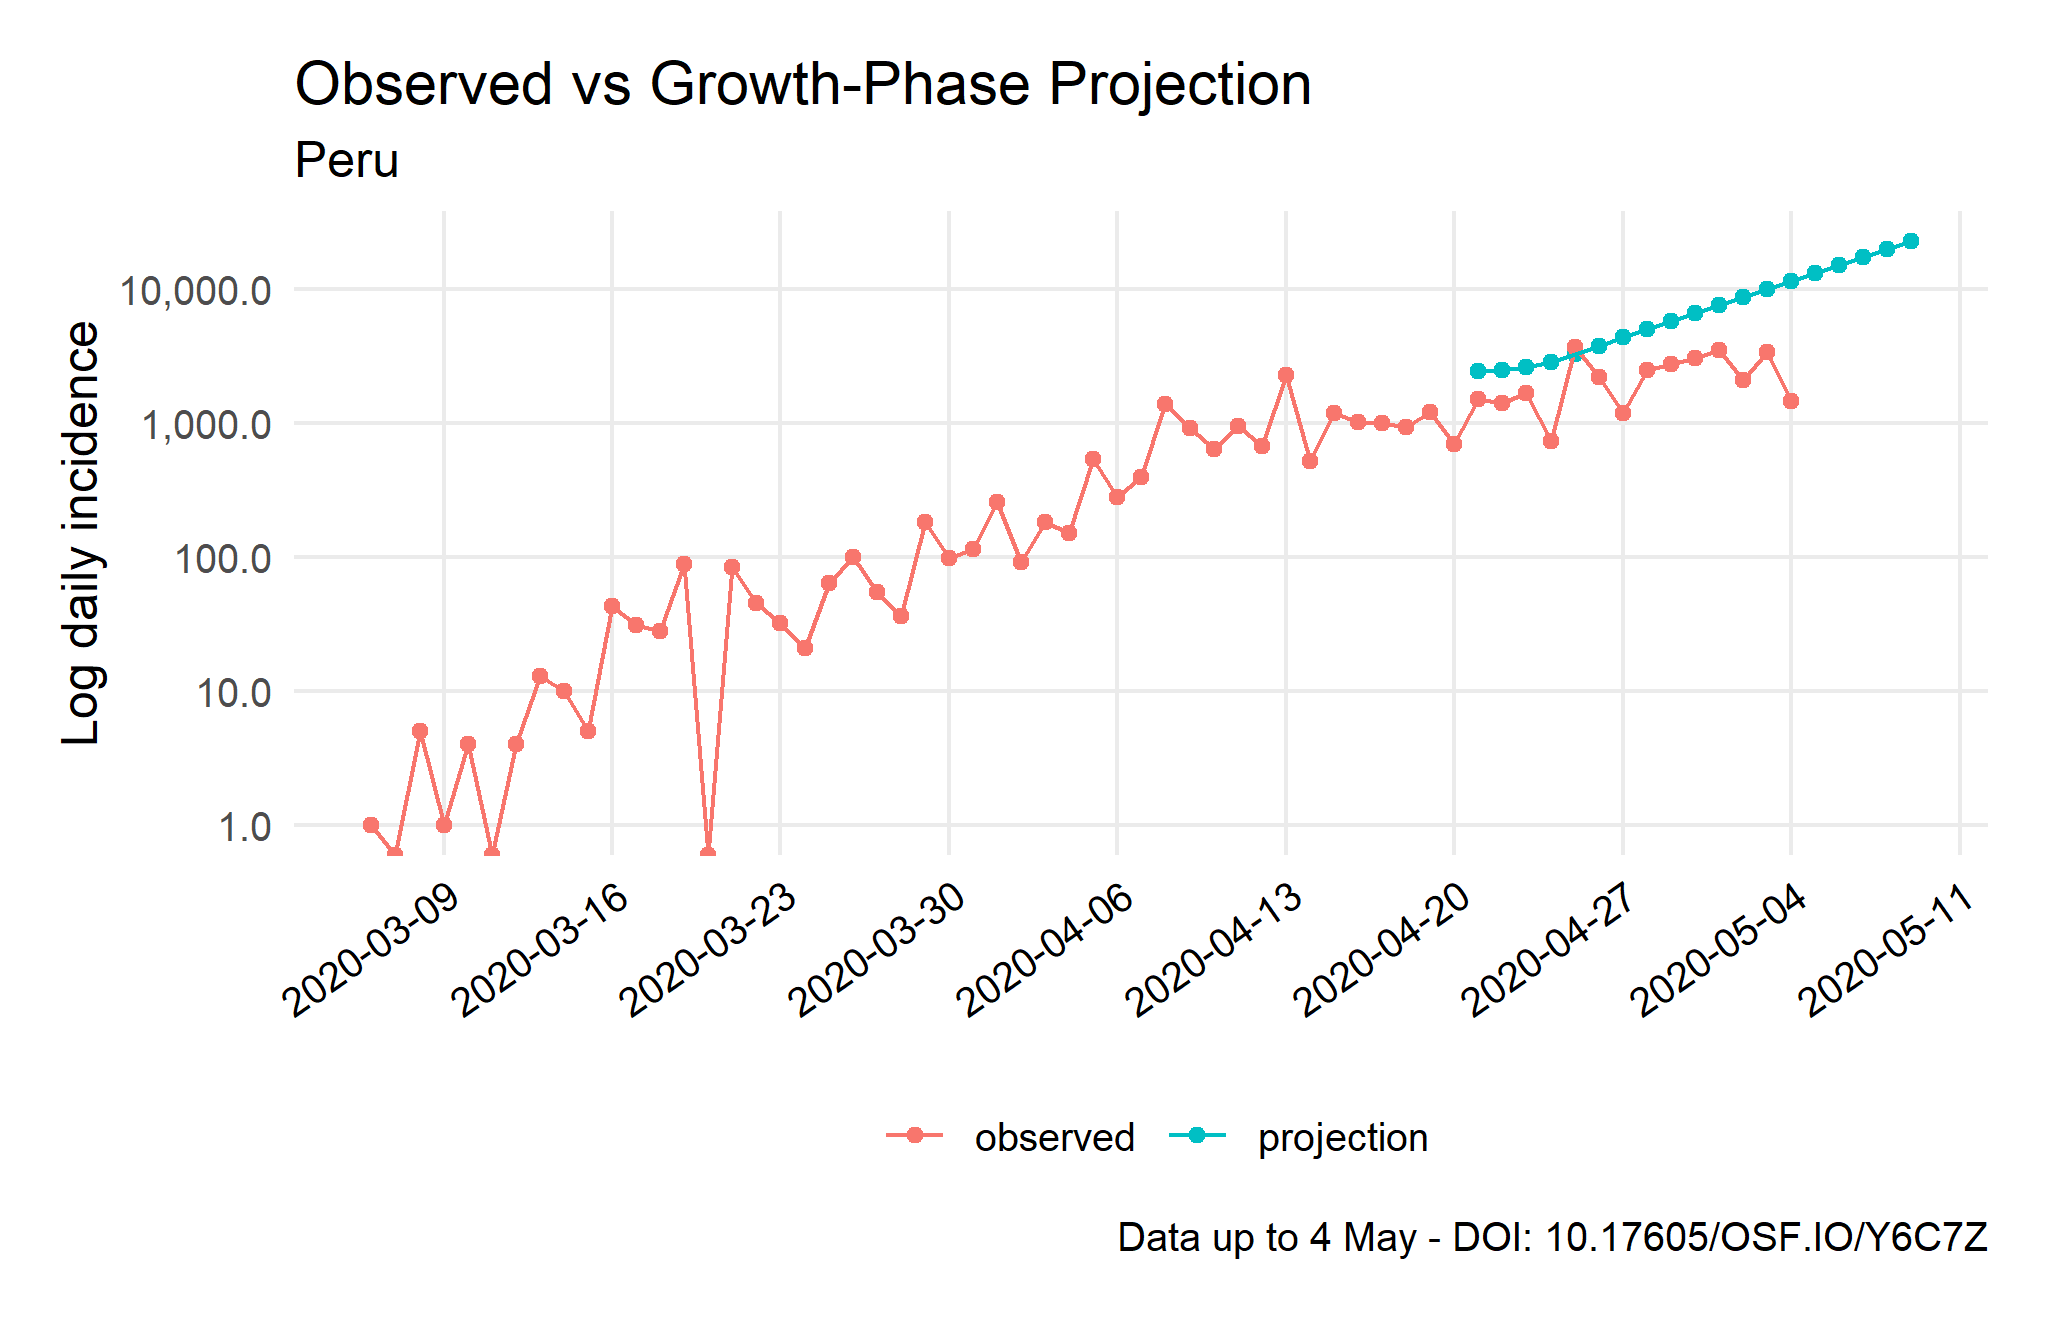 Observed vs Growth-Phase Projection
Peru
Log daily incidence
10,000.0
1,000.0
100.0
10.0
1.0
2020-03-09
2020-03-16
2020-03-23
2020-03-30
2020-04-06
2020-04-13
2020-04-20
2020-04-27
2020-05-04
2020-05-11
observed
projection
Data up to 4 May - DOI: 10.17605/OSF.IO/Y6C7Z